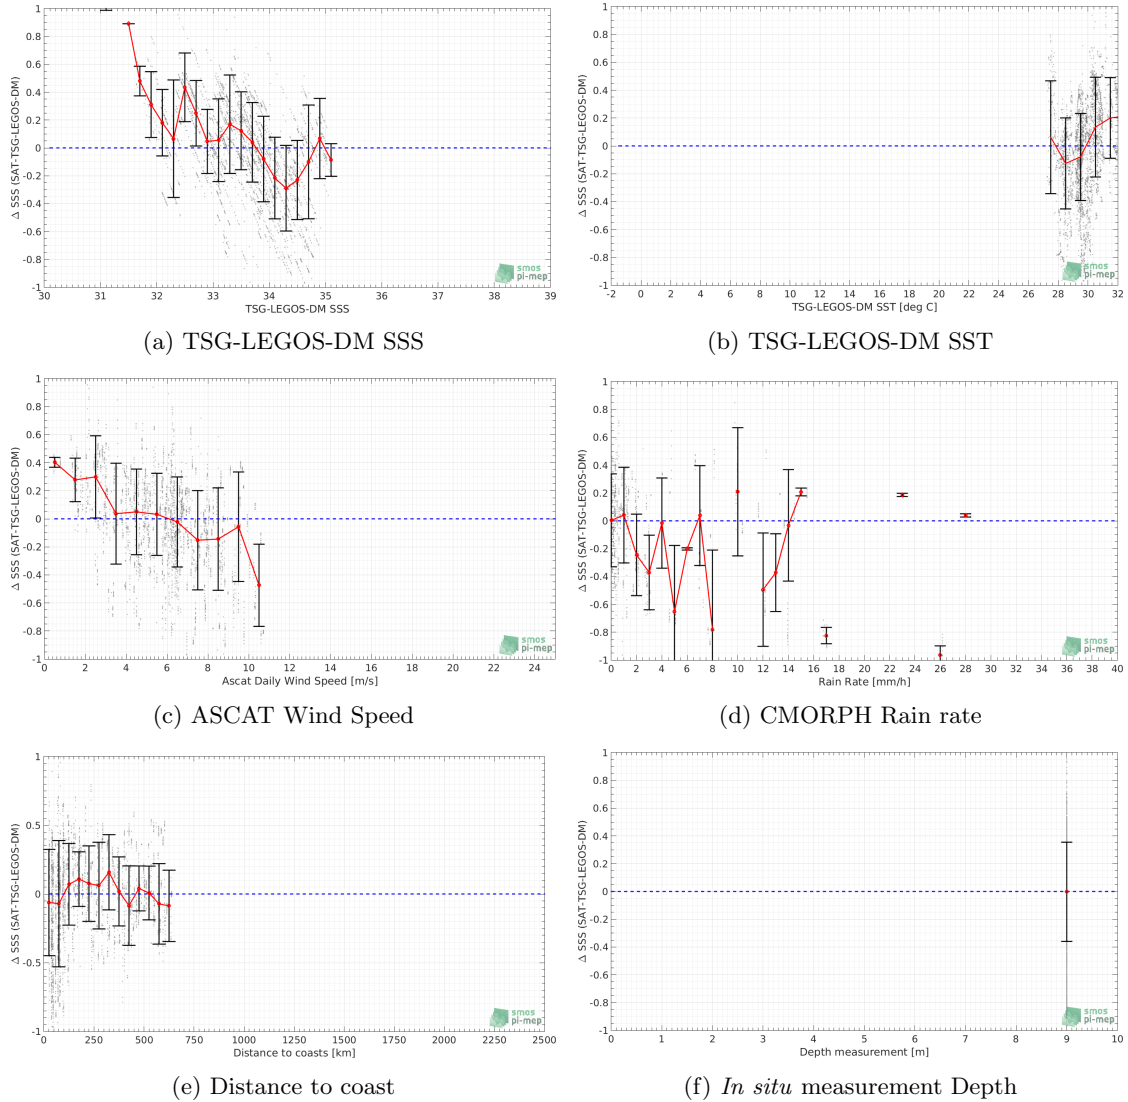 1
0.8
0.6
0.4
0.2
0
-0.2
-0.4
-0.6
-0.8
-1
Δ SSS (SAT-TSG-LEGOS-DM)
30 31 32 33 34 35 36 37 38 39
TSG-LEGOS-DM SSS
smos
pi-mep
(a) TSG-LEGOS-DM SSS
1
0.8
0.6
0.4
0.2
0
-0.2
-0.4
-0.6
-0.8
-1
Δ SSS (SAT-TSG-LEGOS-DM)
-2 0 2 4 6 8 10 12 14 16 18 20 22 24 26 28 30 32
TSG-LEGOS-DM SST [deg C]
smos
pi-mep
(b) TSG-LEGOS-DM SST
1
0.8
0.6
0.4
0.2
0
-0.2
-0.4
-0.6
-0.8
-1
Δ SSS (SAT-TSG-LEGOS-DM)
0 2 4 6 8 10 12 14 16 18 20 22 24
Ascat Daily Wind Speed [m/s]
smos
pi-mep
(c) ASCAT Wind Speed
1
0.8
0.6
0.4
0.2
0
-0.2
-0.4
-0.6
-0.8
-1
Δ SSS (SAT-TSG-LEGOS-DM)
0 2 4 6 8 10 12 14 16 18 20 22 24 26 28 30 32 34 36 38 40
Rain Rate [mm/h]
smos
pi-mep
(d) CMORPH Rain rate
1
0.5
0
-0.5
-1
Δ SSS (SAT-TSG-LEGOS-DM)
0 250 500 750 1000 1250 1500 1750 2000 2250 2500
Distance to coasts [km]
smos
pi-mep
(e) Distance to coast
1
0.8
0.6
0.4
0.2
0
-0.2
-0.4
-0.6
-0.8
-1
Δ SSS (SAT-TSG-LEGOS-DM)
0 1 2 3 4 5 6 7 8 9 10
Depth measurement [m]
smos
pi-mep
(f) In situ measurement Depth